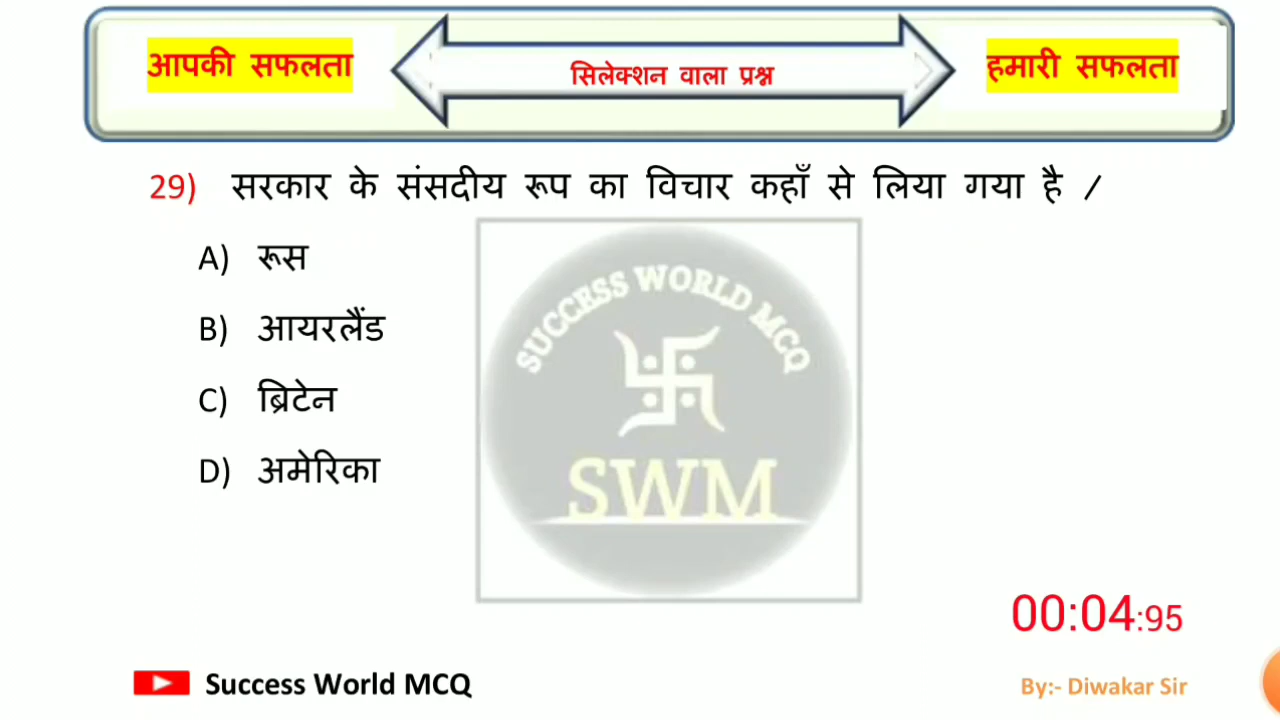 आपकी सफलता
सिलेक्शन वाला प्रश्न
हमारी सफलता
29) सरकार के संसदीय रूप का विचार कहाँ से लिया गया है /
A) रूस
B) आयरलैंड
C) ब्रिटेन
D) अमेरिका
SUCCESS WORLD MCQ
SWM
00:04:95
Success World MCQ
By:- Diwakar Sir